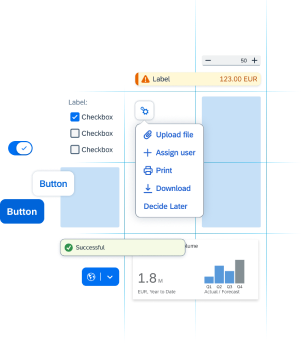 50
Label
123.00 EUR
Label:
Checkbox
Checkbox
Checkbox
Upload file
Assign user
Print
Download
Decide Later
Button
Button
Successful
lume
1.8 M
EUR, Year to Date
Q1 Q2 Q3 Q4
Actual / Forecast